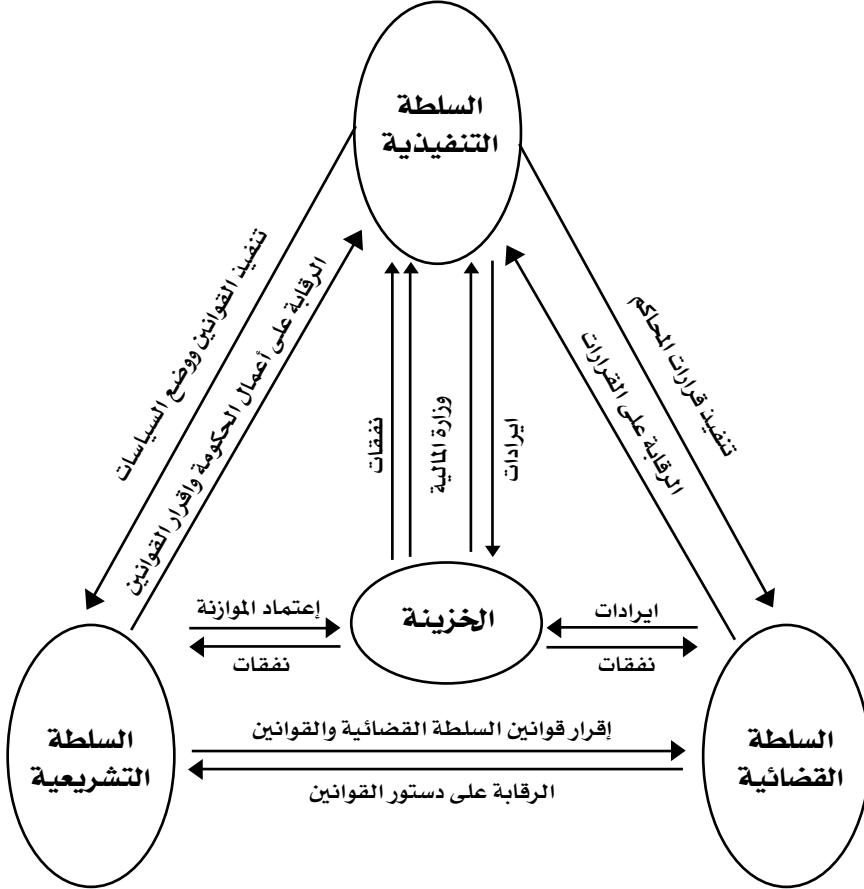 السلطة
التنفيذية
تنفيذ القوانين ووضع السياسات
الرقابة على أعمال الحكومة واقرار القوانين
تنفيذ قرارات المحاكم
الرقابة على القرارات
نفقات
وزارة المالية
ايرادات
الخزينة
إعتماد الموازنة
نفقات
ايرادات
نفقات
السلطة
التشريعية
السلطة
القضائية
إقرار قوانين السلطة القضائية والقوانين
الرقابة على دستور القوانين